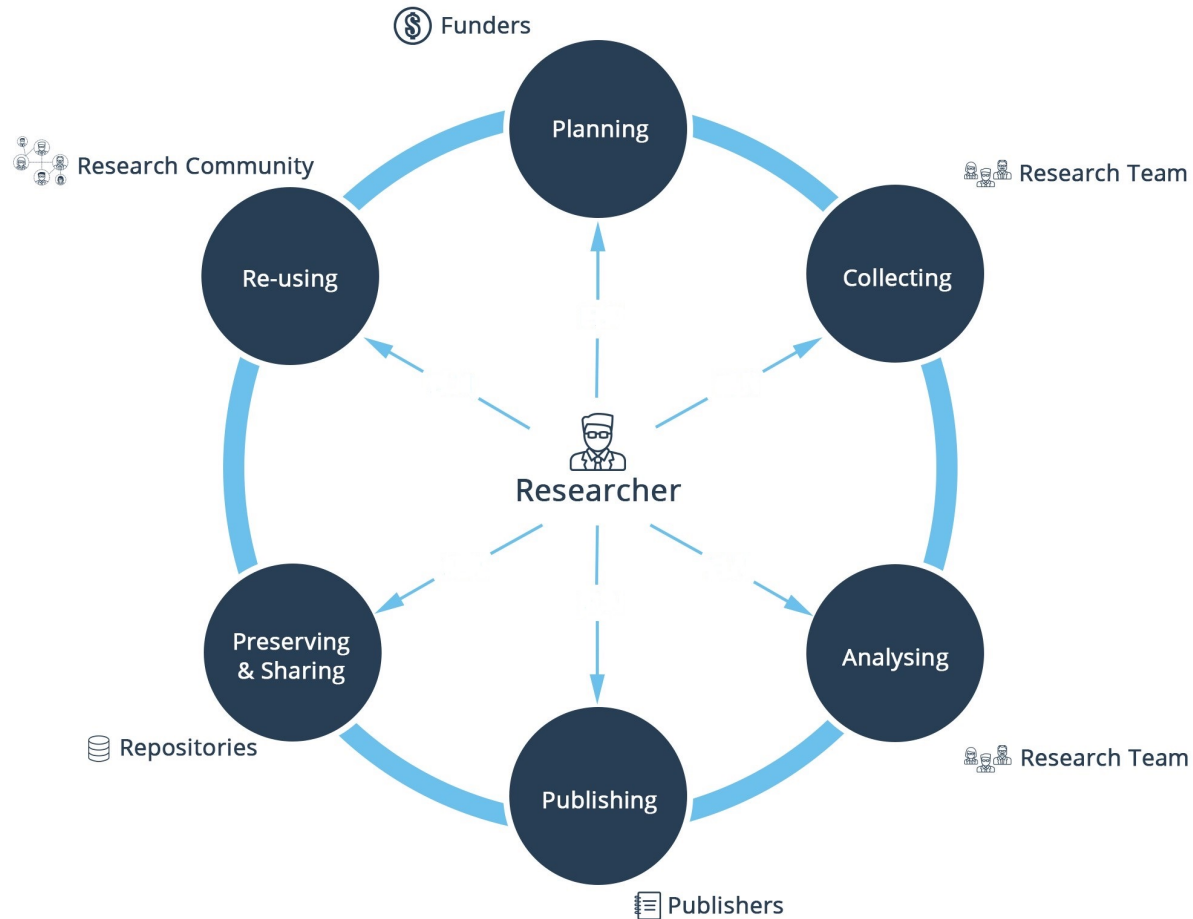 Funders
Planning
Research Community
Research Team
Re-using
Collecting
Researcher
Preserving
& Sharing
Analysing
Repositories
Research Team
Publishing
Publishers